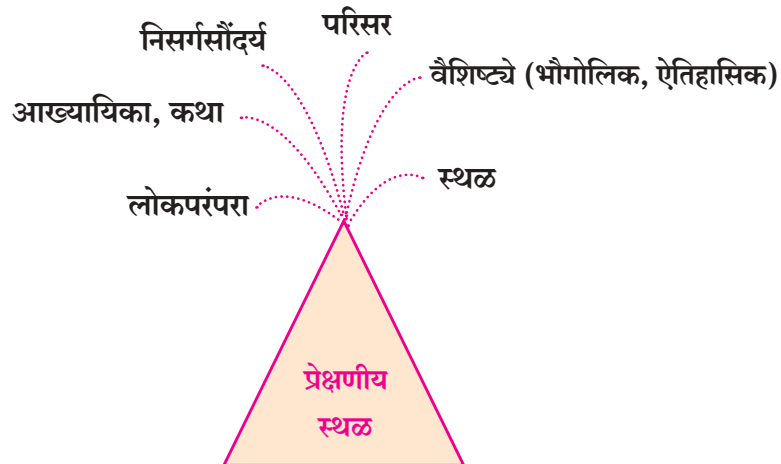 परिसर
निसर्गसौंदर्य
वैशिष्ट्ये (भौगोलिक, ऐतिहासिक)
आख्यायिका, कथा
स्थळ
लोकपरंपरा
प्रेक्षणीय
स्थळ